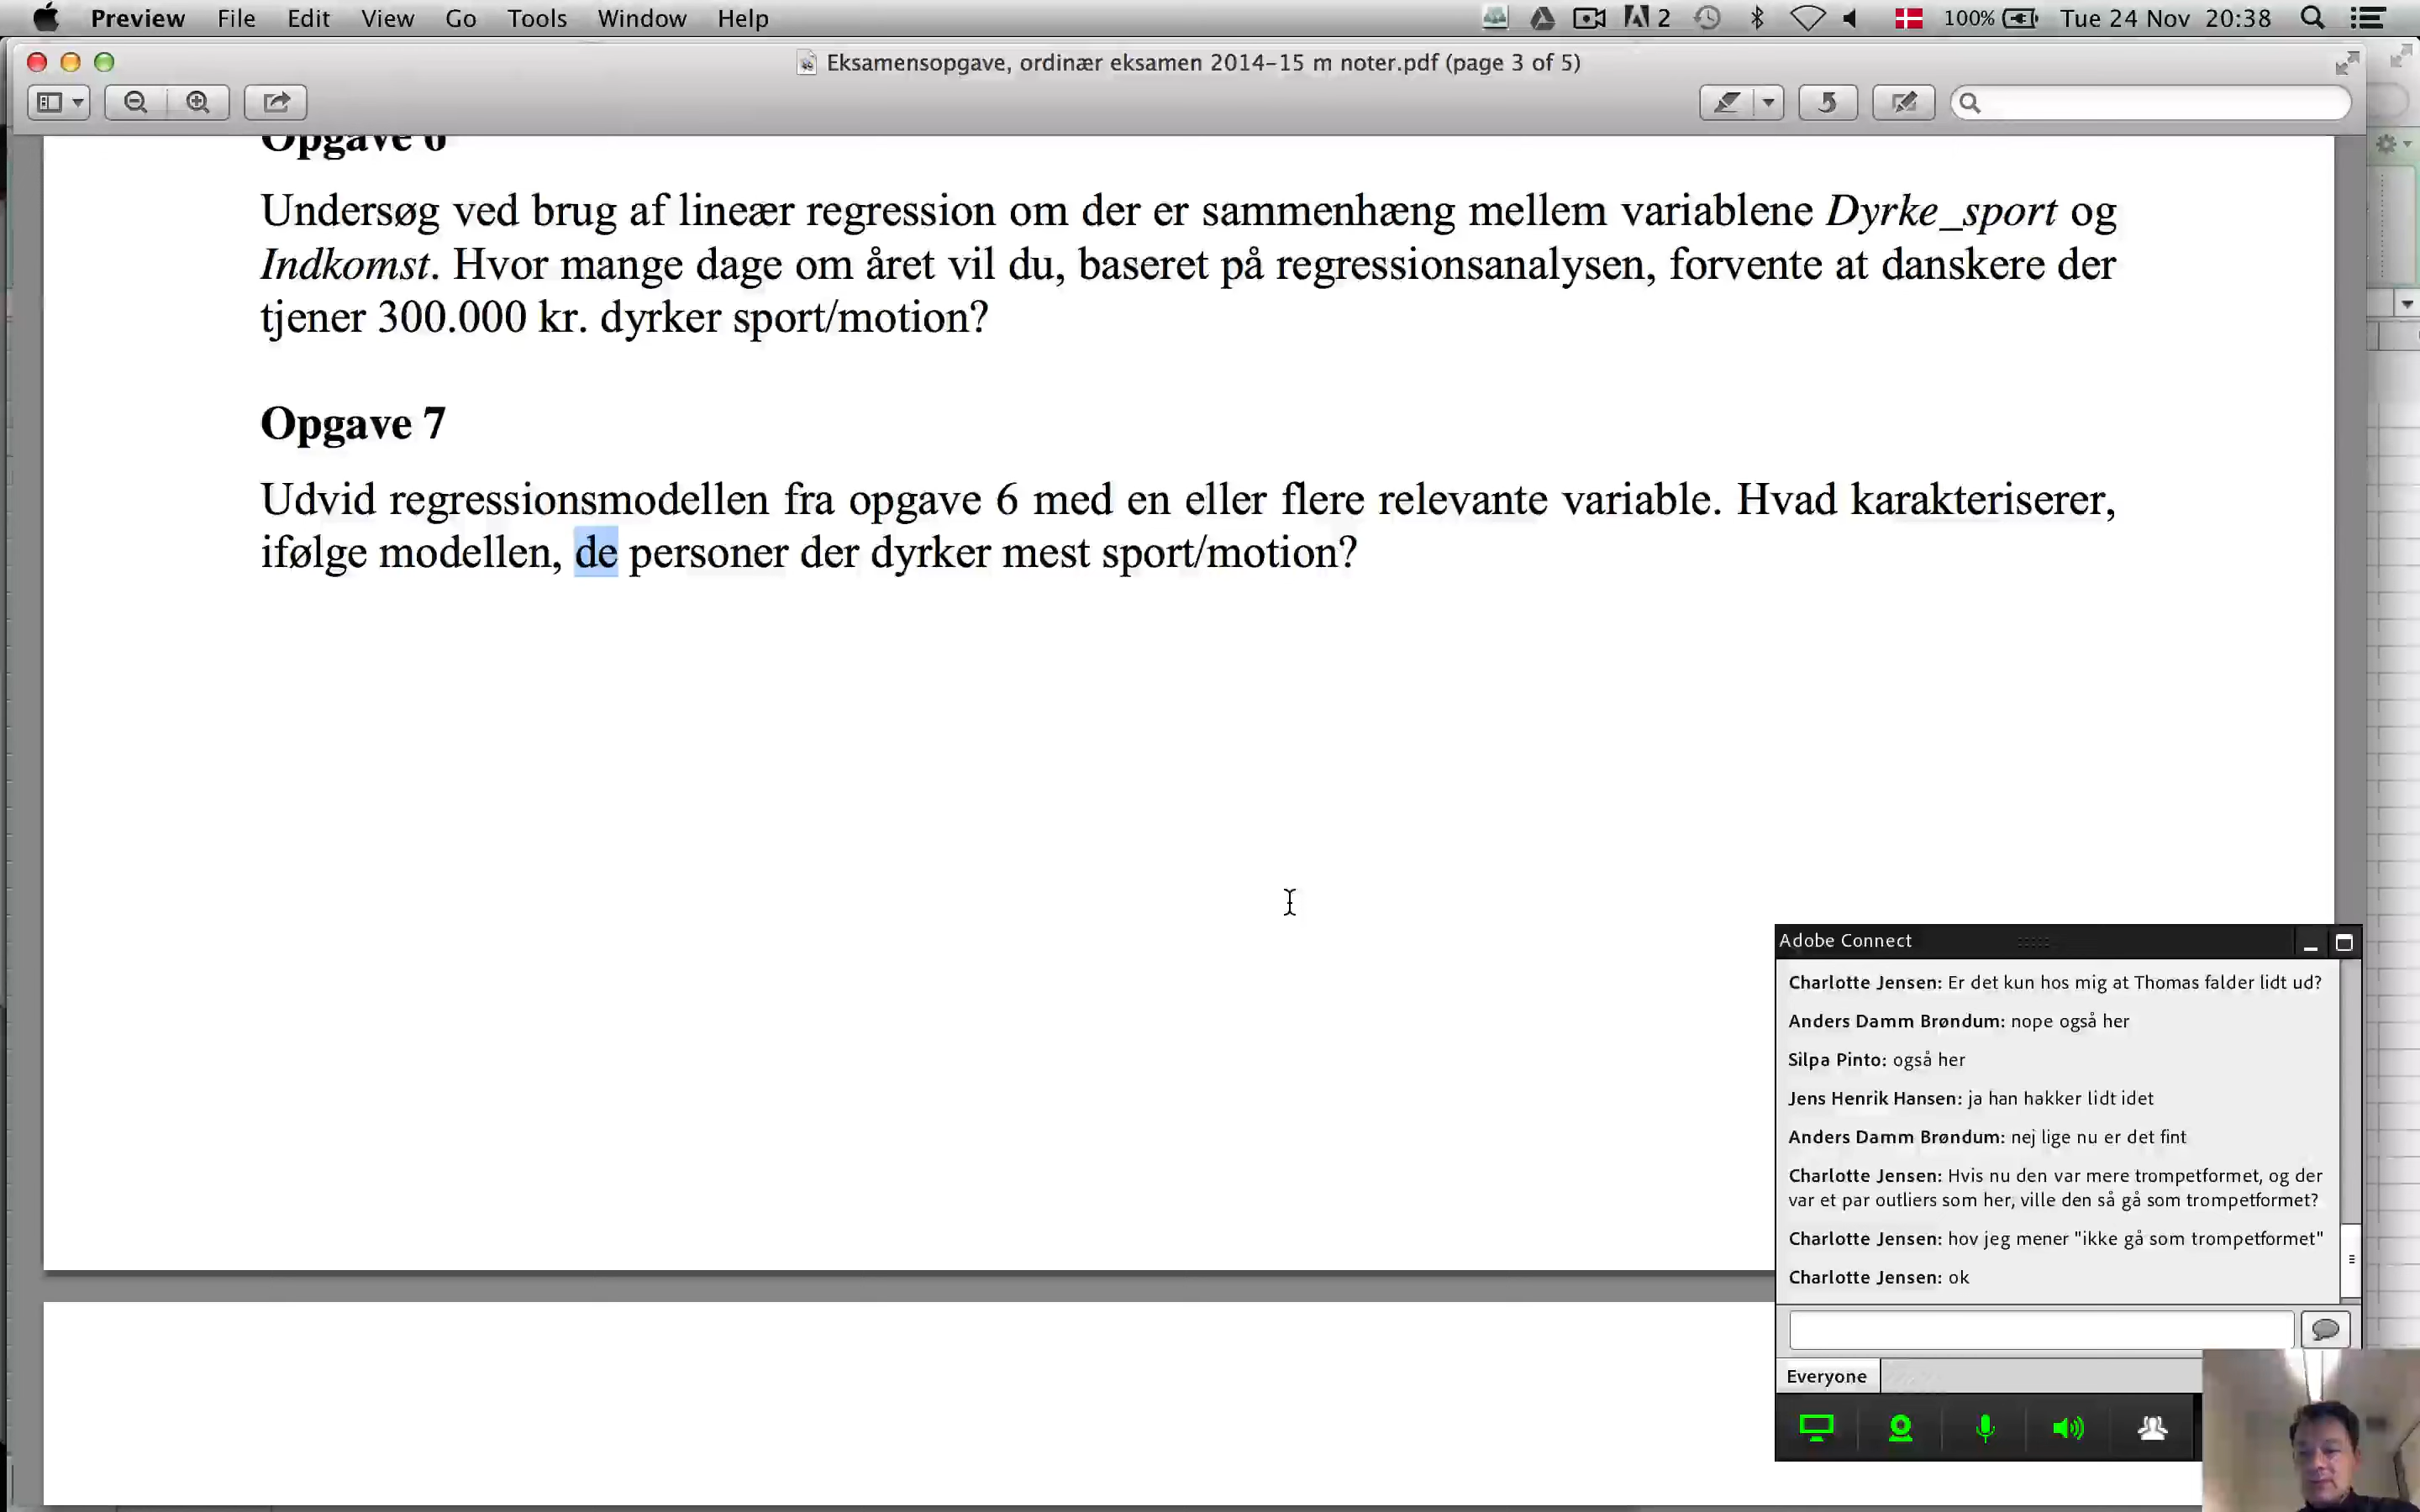 Preview File Edit View Go Tools Window Help 2 100% Tue 24 Nov 20:38
Eksamensopgave, ordinær eksamen 2014-15 m noter.pdf (page 3 of 5)
Opgave 6
Undersøg ved brug af lineær regression om der er sammenhæng mellem variablene Dyrke_sport og
Indkomst. Hvor mange dage om året vil du, baseret på regressionsanalysen, forvente at danskere der
tjener 300.000 kr. dyrker sport/motion?
Opgave 7
Udvid regressionsmodellen fra opgave 6 med en eller flere relevante variable. Hvad karakteriserer,
ifølge modellen, de personer der dyrker mest sport/motion?
Adobe Connect
Charlotte Jensen: Er det kun hos mig at Thomas falder lidt ud?
Anders Damm Brøndum: nope også her
Silpa Pinto: også her
Jens Henrik Hansen: ja han hakker lidt idet
Anders Damm Brøndum: nej lige nu er det fint
Charlotte Jensen: Hvis nu den var mere trompetformet, og der
var et par outliers som her, ville den så gå som trompetformet?
Charlotte Jensen: hov jeg mener "ikke gå som trompetformet"
Charlotte Jensen: ok
Everyone